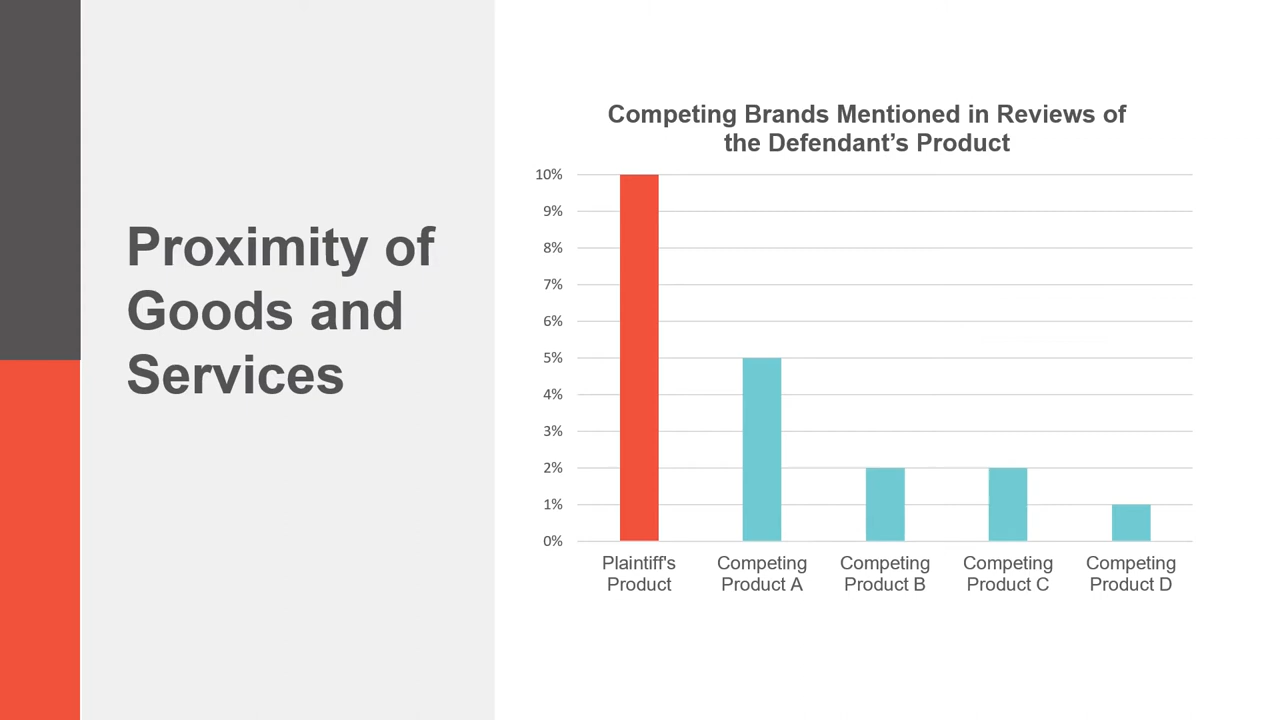 Proximity of
Goods and
Services
Competing Brands Mentioned in Reviews of
the Defendant’s Product
10%
9%
8%
7%
6%
5%
4%
3%
2%
1%
0%
Plaintiff's
Product
Competing
Product A
Competing
Product B
Competing
Product C
Competing
Product D